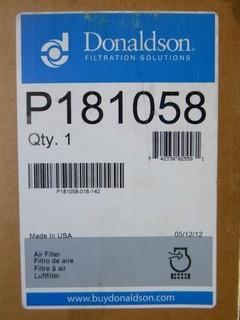 Donaldson.
FILTRATION SOLUTIONS
P181058
Qty. 1
P181058-016-140
Made In USA
05/12/12
Air Filter
Filtro de aire
Filtre à air
Luftfilter
www.buydonaldson.com